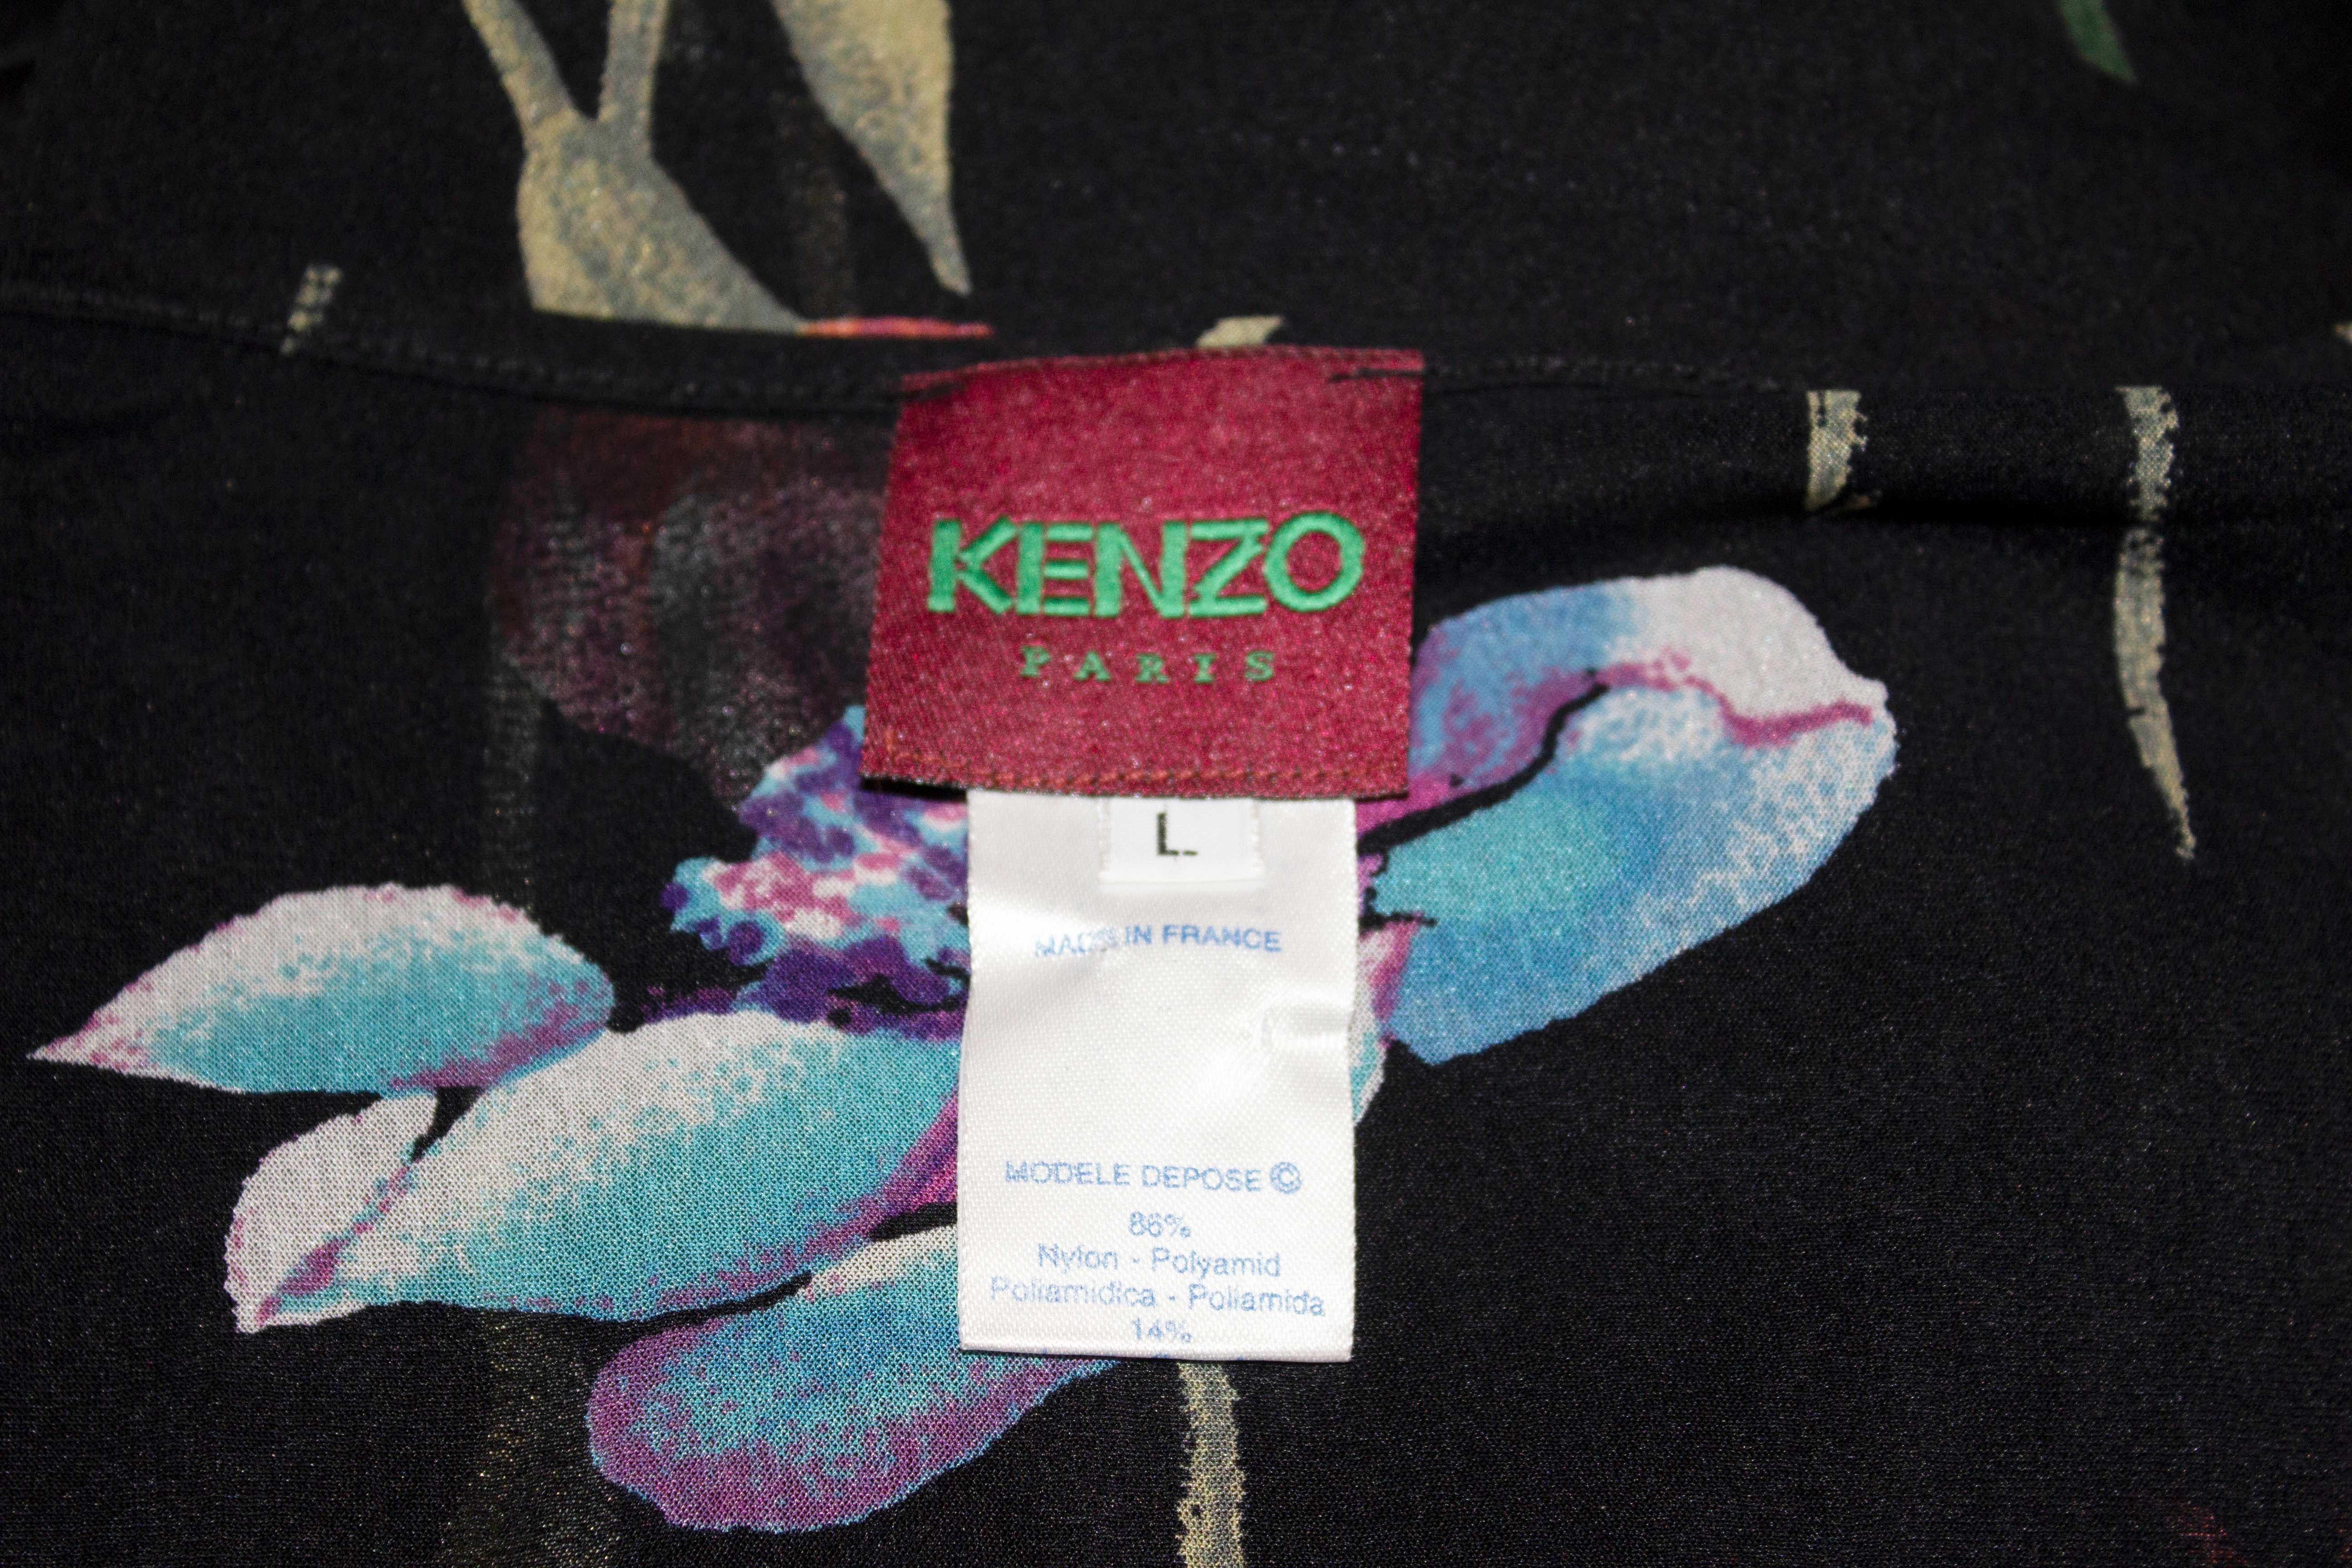 KENZO
PARIS
L.
MADE IN FRANCE
MODELE DEPOSE ©
86%
Nylon - Polyamid
Poliamidica - Poliamida
14%